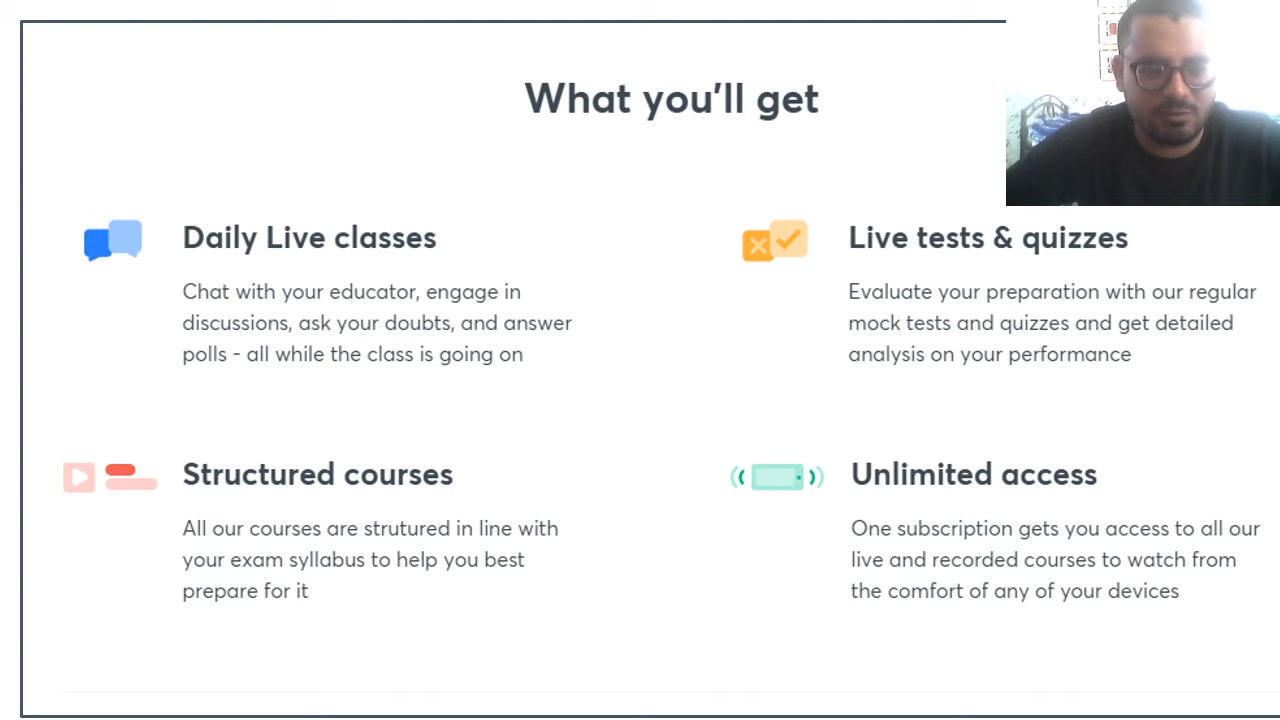 What you'll get
Daily Live classes
Chat with your educator, engage in
discussions, ask your doubts, and answer
polls - all while the class is going on
Live tests & quizzes
Evaluate your preparation with our regular
mock tests and quizzes and get detailed
analysis on your performance
Structured courses
All our courses are strutured in line with
your exam syllabus to help you best
prepare for it
Unlimited access
One subscription gets you access to all our
live and recorded courses to watch from
the comfort of any of your devices